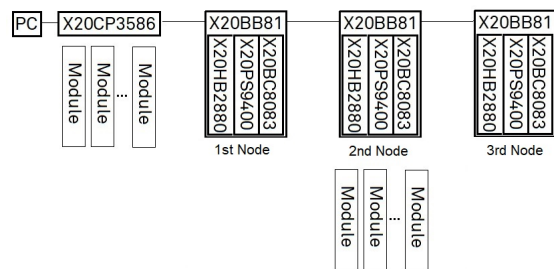 PC
X20CP3586
X20BB81
X20BB81
X20BB81
Module
Module
...
Module
X20HB2880
X20PS9400
X20BC8083
X20HB2880
X20PS9400
X20BC8083
X20HB2880
X20PS9400
X20BC8083
1st Node
2nd Node
3rd Node
Module
Module
...
Module